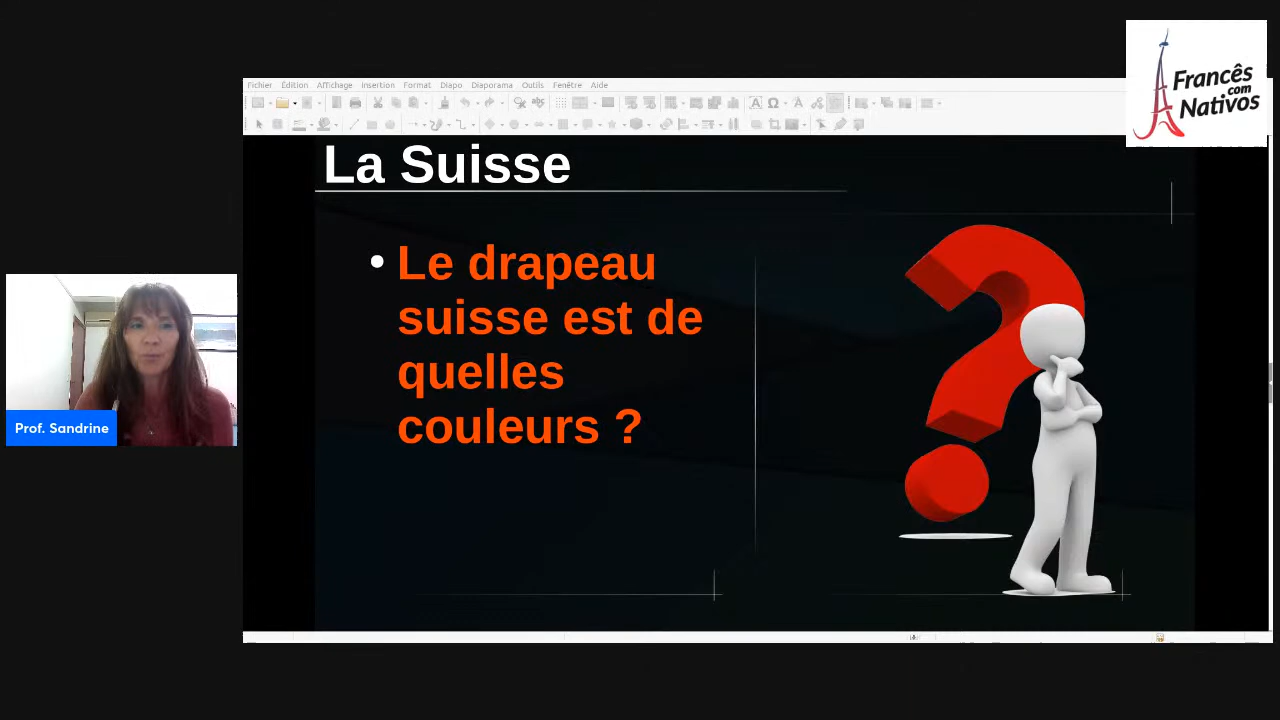 Francês
com
Nativos
Fichier Édition Affichage Insertion Format Diapo Diaporama Outils Fenêtre Aide
La Suisse
• Le drapeau
suisse est de
quelles
couleurs ?
Prof. Sandrine